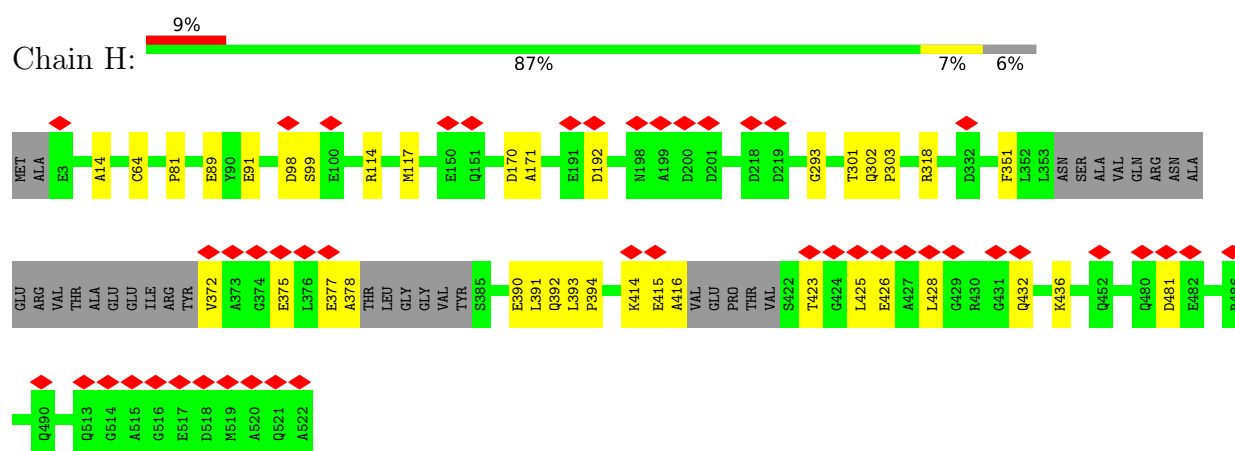 9%
Chain H:
87% 7% 6%
MET ALA E3 A14 C64 P81 E89 Y90 E91 D98 S99 E100 R114 M117 E150 Q151 D170 A171 E191 D192 N198 A199 D200 D201 D218 D219 G293 T301 Q302 P303 R318 D332 F351 L352 L353 ASN SER ALA VAL GLN ARG ASN ALA
GLU ARG VAL THR ALA GLU GLU ILE ARG TYR V372 A373 G374 E375 L376 E377 A378 THR LEU GLY GLY VAL TYR S385 E390 L391 Q392 L393 P394 K414 E415 A416 VAL GLU PRO THR VAL S422 T423 G424 L425 E426 A427 L428 G429 R430 G431 Q432 K436 Q452 Q480 D481 E482
Q490 Q513 G514 A515 G516 E517 D518 M519 A520 Q521 A522